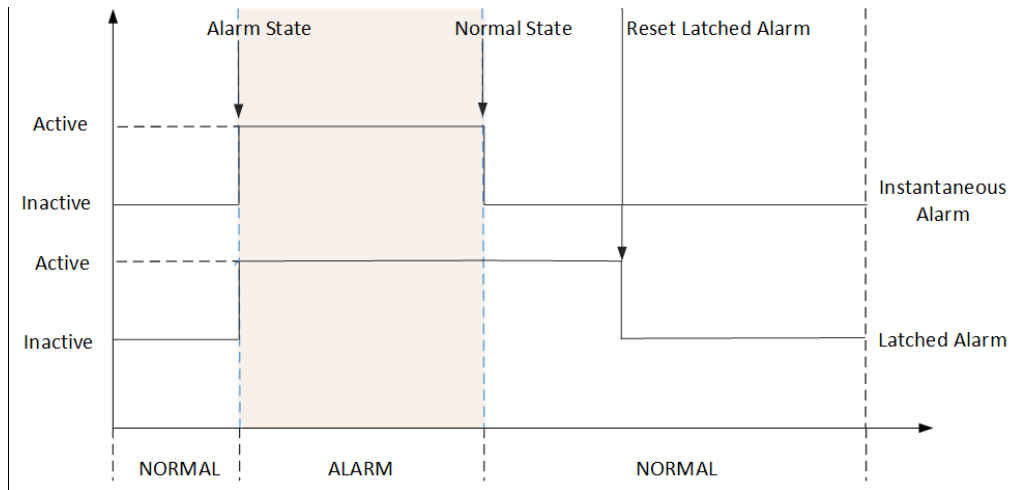 Alarm State
Normal State
Reset Latched Alarm
Active
Inactive
Instantaneous
Alarm
Active
Inactive
Latched Alarm
NORMAL
ALARM
NORMAL